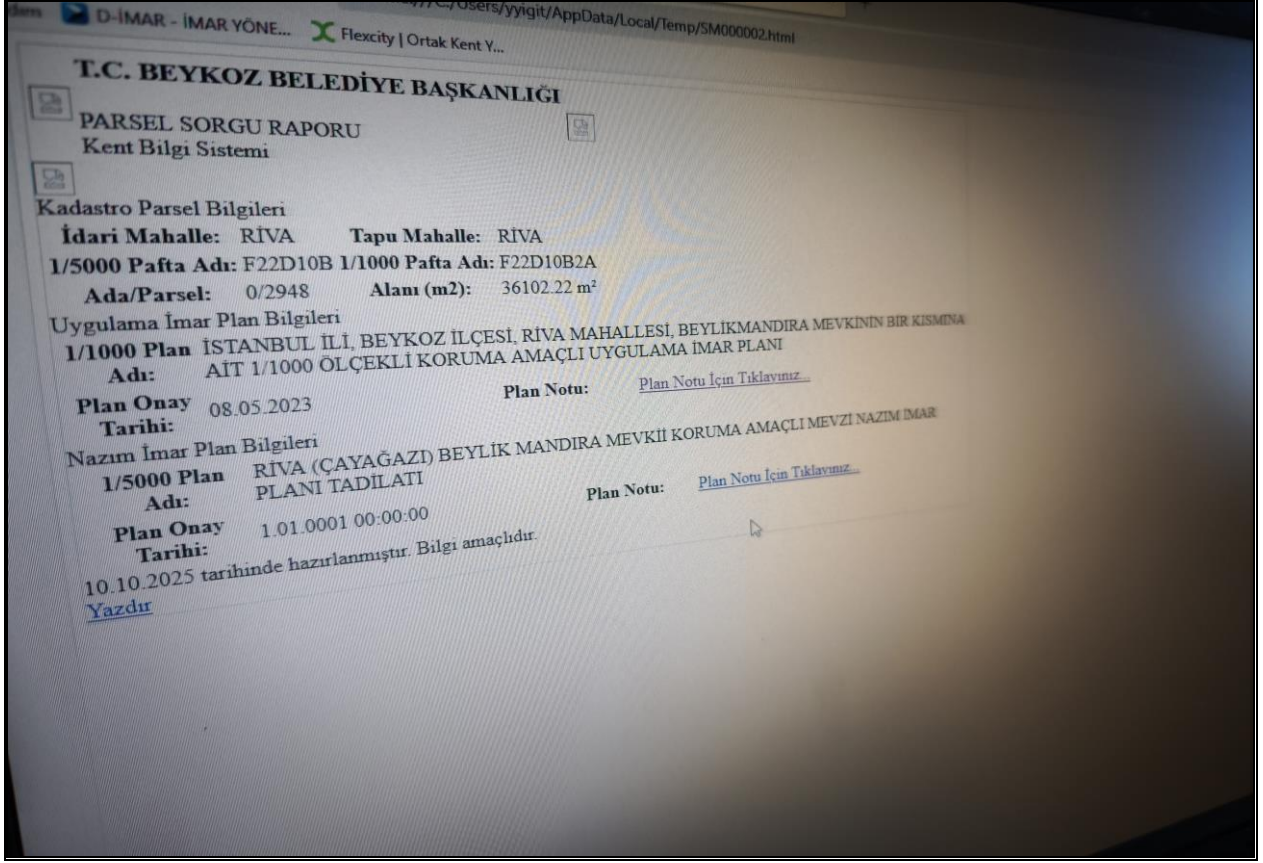 D-İMAR - İMAR YÖNE... Flexcity | Ortak Kent Y...
/Users/yyigit/AppData/Local/Temp/SM000002.html
T.C. BEYKOZ BELEDİYE BAŞKANLIĞI
PARSEL SORGU RAPORU
Kent Bilgi Sistemi
Kadastro Parsel Bilgileri
İdari Mahalle: RİVA Tapu Mahalle: RİVA
1/5000 Pafta Adı: F22D10B 1/1000 Pafta Adı: F22D10B2A
Ada/Parsel: 0/2948 Alanı (m2): 36102.22 m²
Uygulama İmar Plan Bilgileri
1/1000 Plan Adı: İSTANBUL İLİ, BEYKOZ İLÇESİ, RİVA MAHALLESİ, BEYLİKMANDIRA MEVKİNİN BİR KISMINA
AİT 1/1000 ÖLÇEKLİ KORUMA AMAÇLI UYGULAMA İMAR PLANI
Plan Onay Tarihi: 08.05.2023 Plan Notu: Plan Notu İçin Tıklayınız...
Nazım İmar Plan Bilgileri
1/5000 Plan Adı: RİVA (ÇAYAĞAZI) BEYLİK MANDIRA MEVKİİ KORUMA AMAÇLI MEVZİ NAZIM İMAR
PLANI TADİLATI
Plan Onay Tarihi: 1.01.0001 00:00:00 Plan Notu: Plan Notu İçin Tıklayınız...
10.10.2025 tarihinde hazırlanmıştır. Bilgi amaçlıdır.
Yazdır